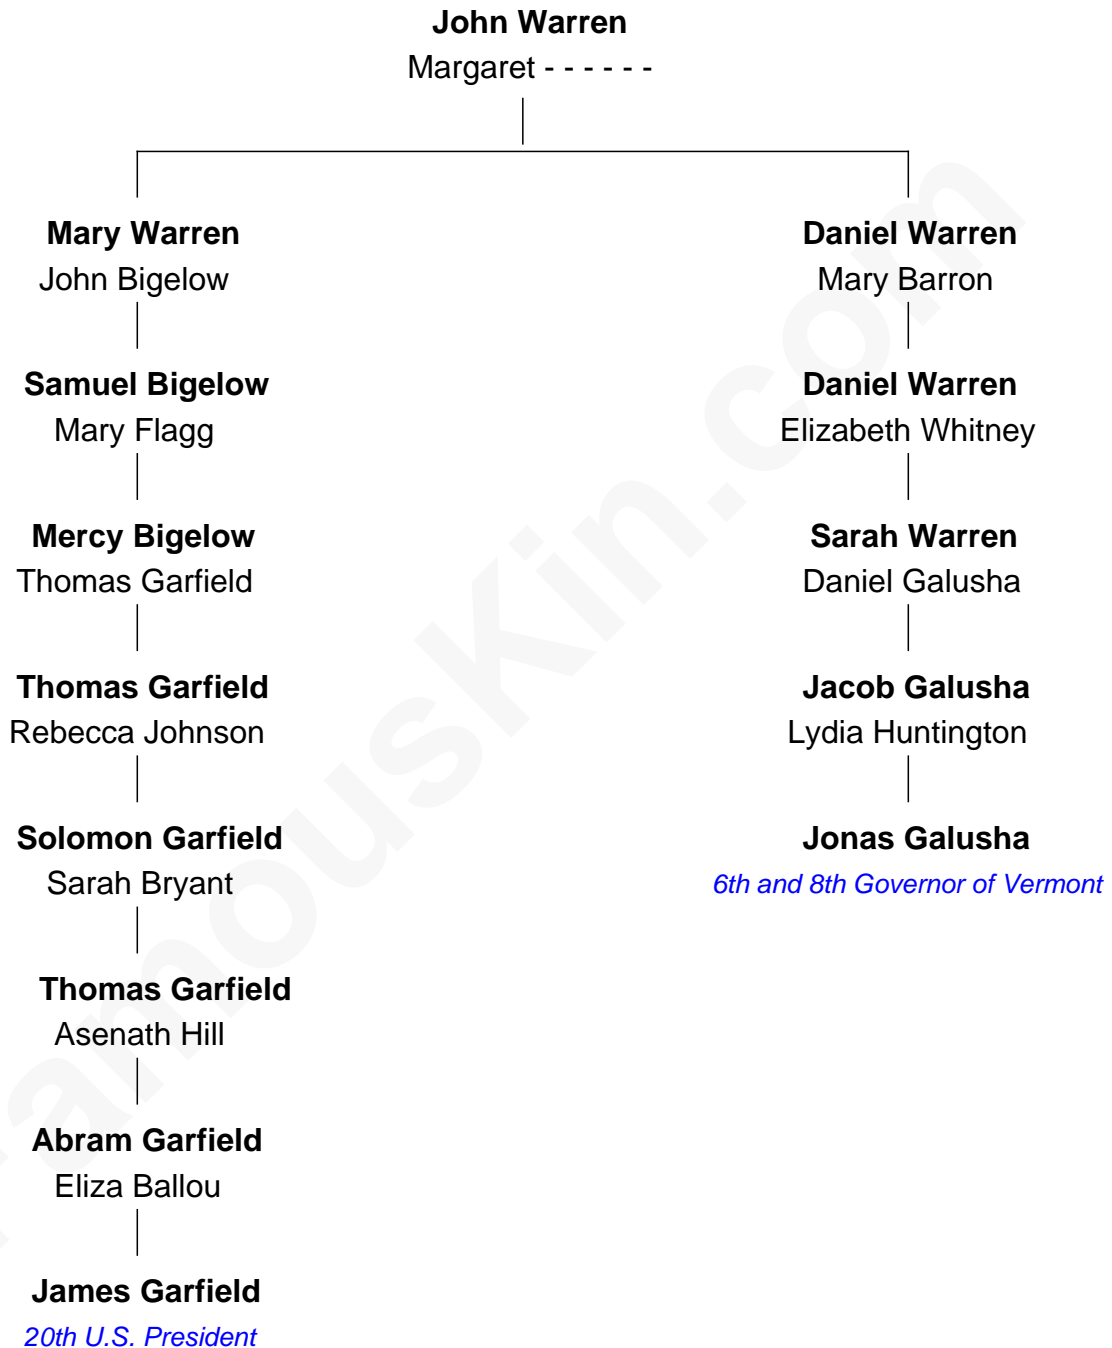 John Warren
Margaret - - - - - -
Mary Warren
John Bigelow
Daniel Warren
Mary Barron
Samuel Bigelow
Mary Flagg
Daniel Warren
Elizabeth Whitney
Mercy Bigelow
Thomas Garfield
Sarah Warren
Daniel Galusha
Thomas Garfield
Rebecca Johnson
Jacob Galusha
Lydia Huntington
Solomon Garfield
Sarah Bryant
Jonas Galusha
6th and 8th Governor of Vermont
Thomas Garfield
Asenath Hill
Abram Garfield
Eliza Ballou
James Garfield
20th U.S. President
FamousKin.com